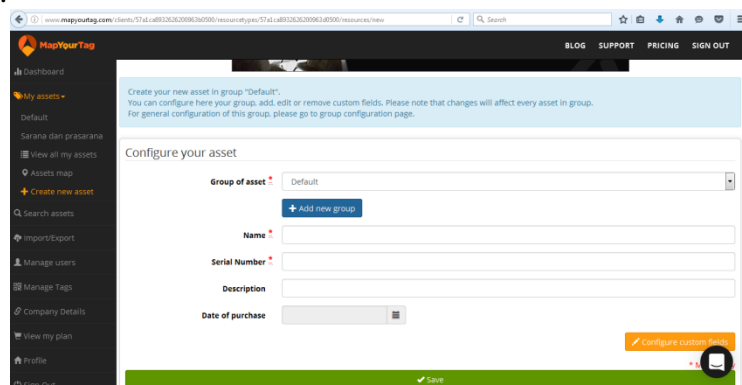 www.mapyourtag.com/clients/57a1ca8932626200963b0500/resourcetypes/57a1ca8932626200963d0500/resources/new
Search
MapYourTag
BLOG SUPPORT PRICING SIGN OUT
Dashboard
My assets
Default
Sarana dan prasarana
View all my assets
Assets map
Create new asset
Search assets
Import/Export
Manage users
Manage Tags
Company Details
View my plan
Profile
Sign Out
Create your new asset in group "Default".
You can configure here your group, add, edit or remove custom fields. Please note that changes will affect every asset in group.
For general configuration of this group, please go to group configuration page.
Configure your asset
Group of asset * Default
+ Add new group
Name *
Serial Number *
Description
Date of purchase
Configure custom fields
Save